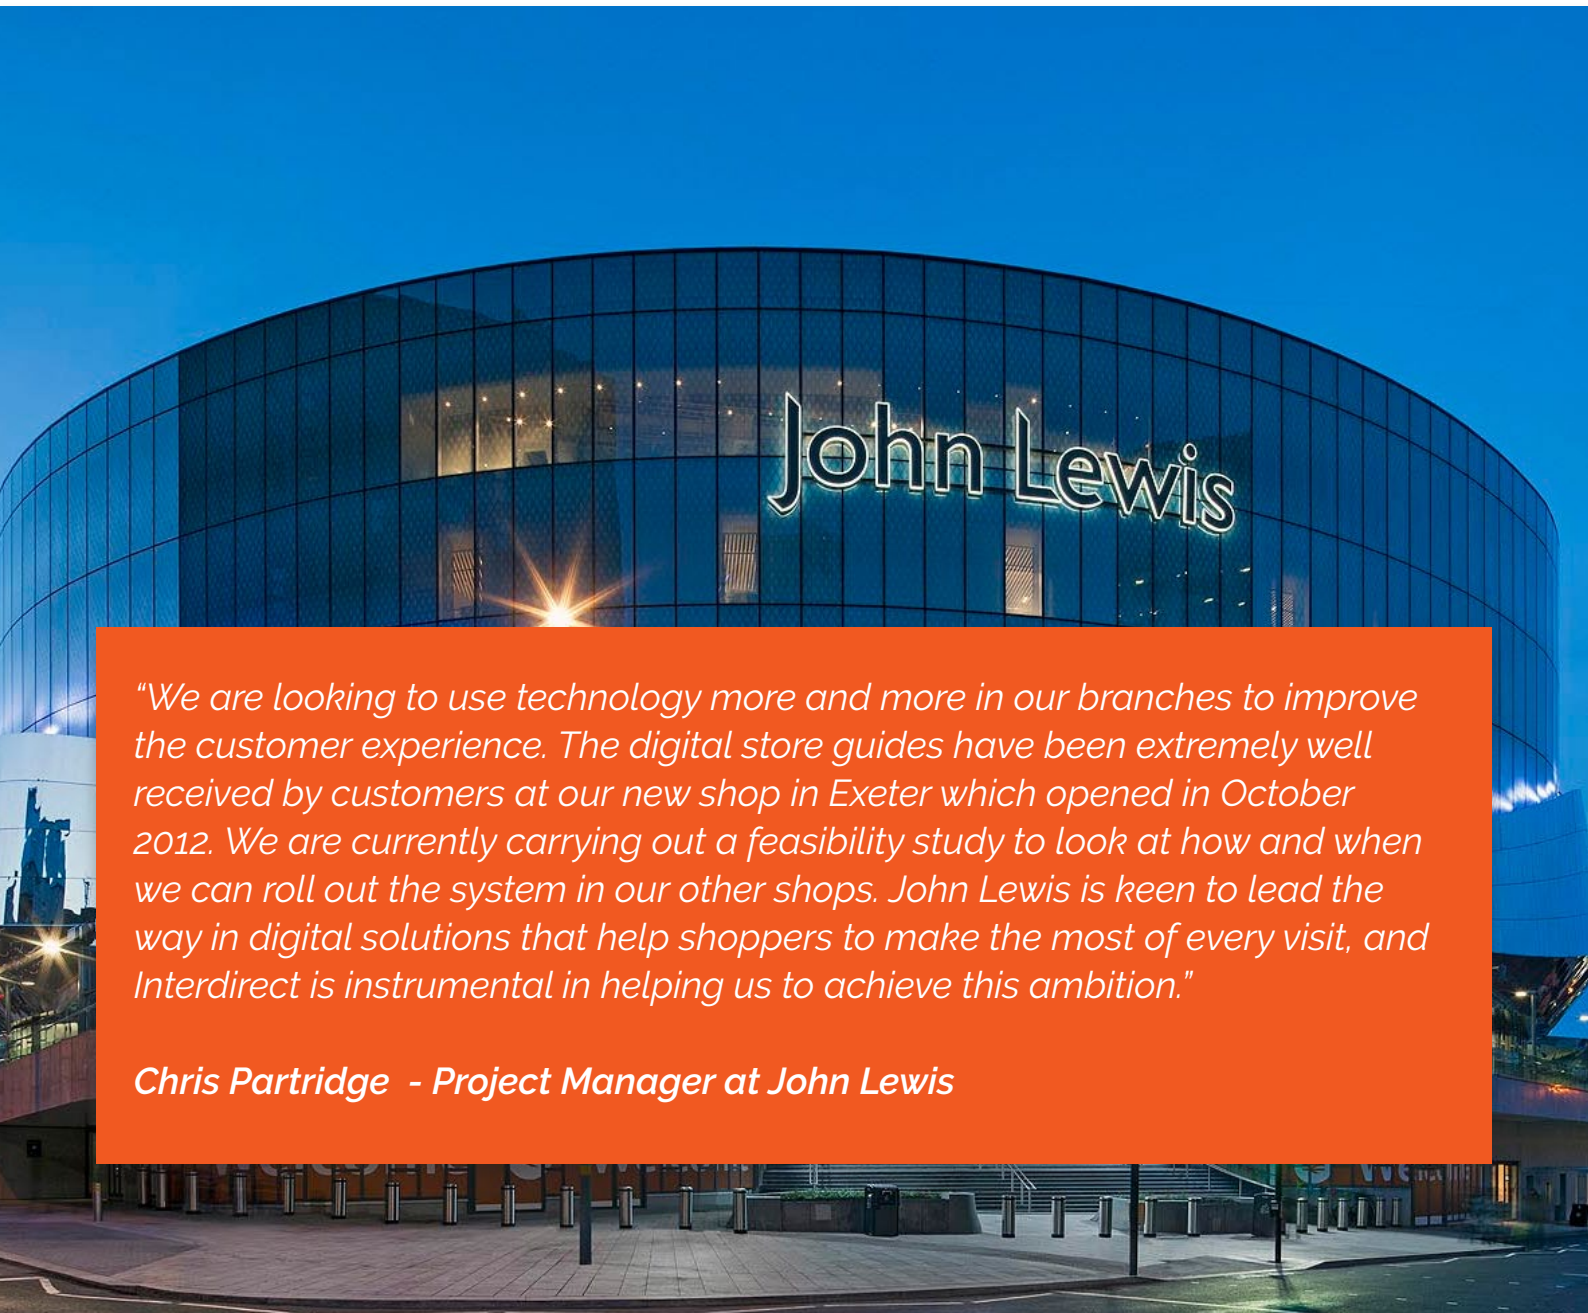 John Lewis
“We are looking to use technology more and more in our branches to improve
the customer experience. The digital store guides have been extremely well
received by customers at our new shop in Exeter which opened in October
2012. We are currently carrying out a feasibility study to look at how and when
we can roll out the system in our other shops. John Lewis is keen to lead the
way in digital solutions that help shoppers to make the most of every visit, and
Interdirect is instrumental in helping us to achieve this ambition.”
Chris Partridge  - Project Manager at John Lewis